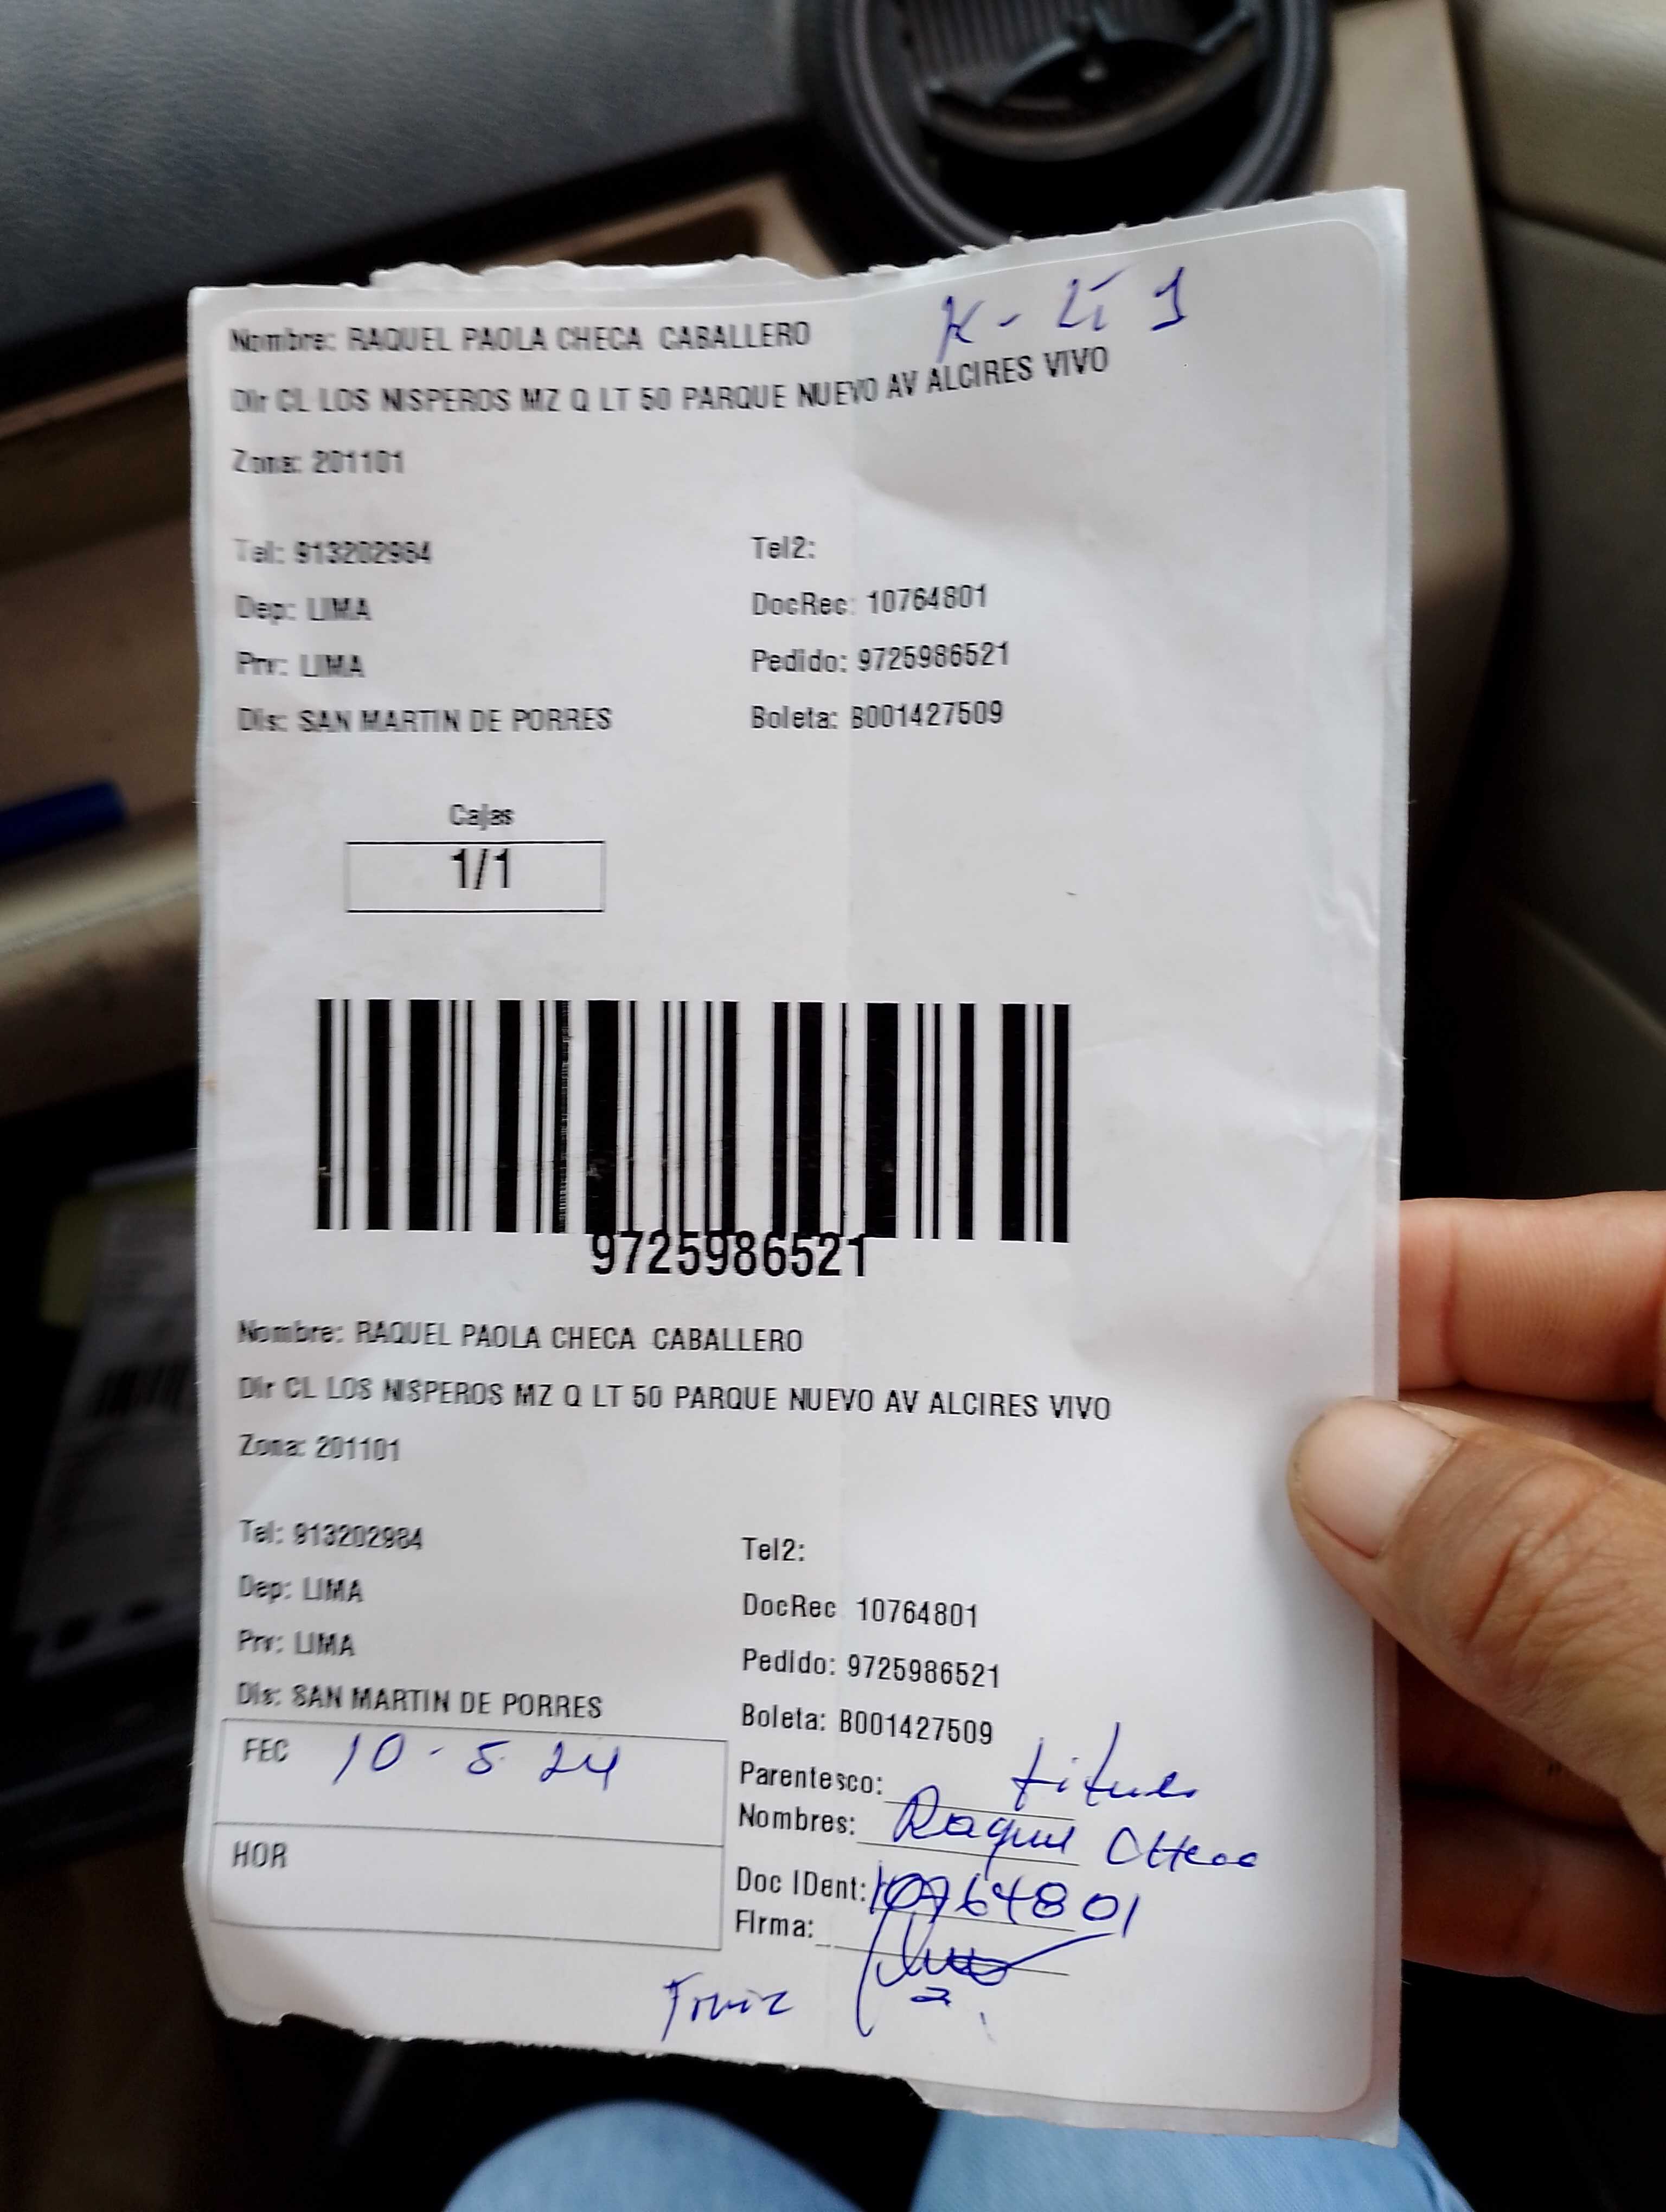 K-
Nombre: RAQUEL PAOLA CHECA CABALLERO
Dir CL LOS NISPEROS MZ Q LT 50 PARQUE NUEVO AV ALCIRES VIVO
Zona: 201101
Tel: 913202984 Tel2:
Dep: LIMA DocRec: 10764801
Prv: LIMA Pedido: 9725986521
Dis: SAN MARTIN DE PORRES Boleta: B001427509
Cajas
1/1
9725986521
Nombre: RAQUEL PAOLA CHECA CABALLERO
Dir CL LOS NISPEROS MZ Q LT 50 PARQUE NUEVO AV ALCIRES VIVO
Zona: 201101
Tel: 913202984 Tel2:
Dep: LIMA DocRec 10764801
Prv: LIMA Pedido: 9725986521
Dis: SAN MARTIN DE PORRES Boleta: B001427509
FEC 10-5 24
Parentesco: titular
Nombres: Raquel Checa
HOR
Doc IDent: 10764801
Firma: